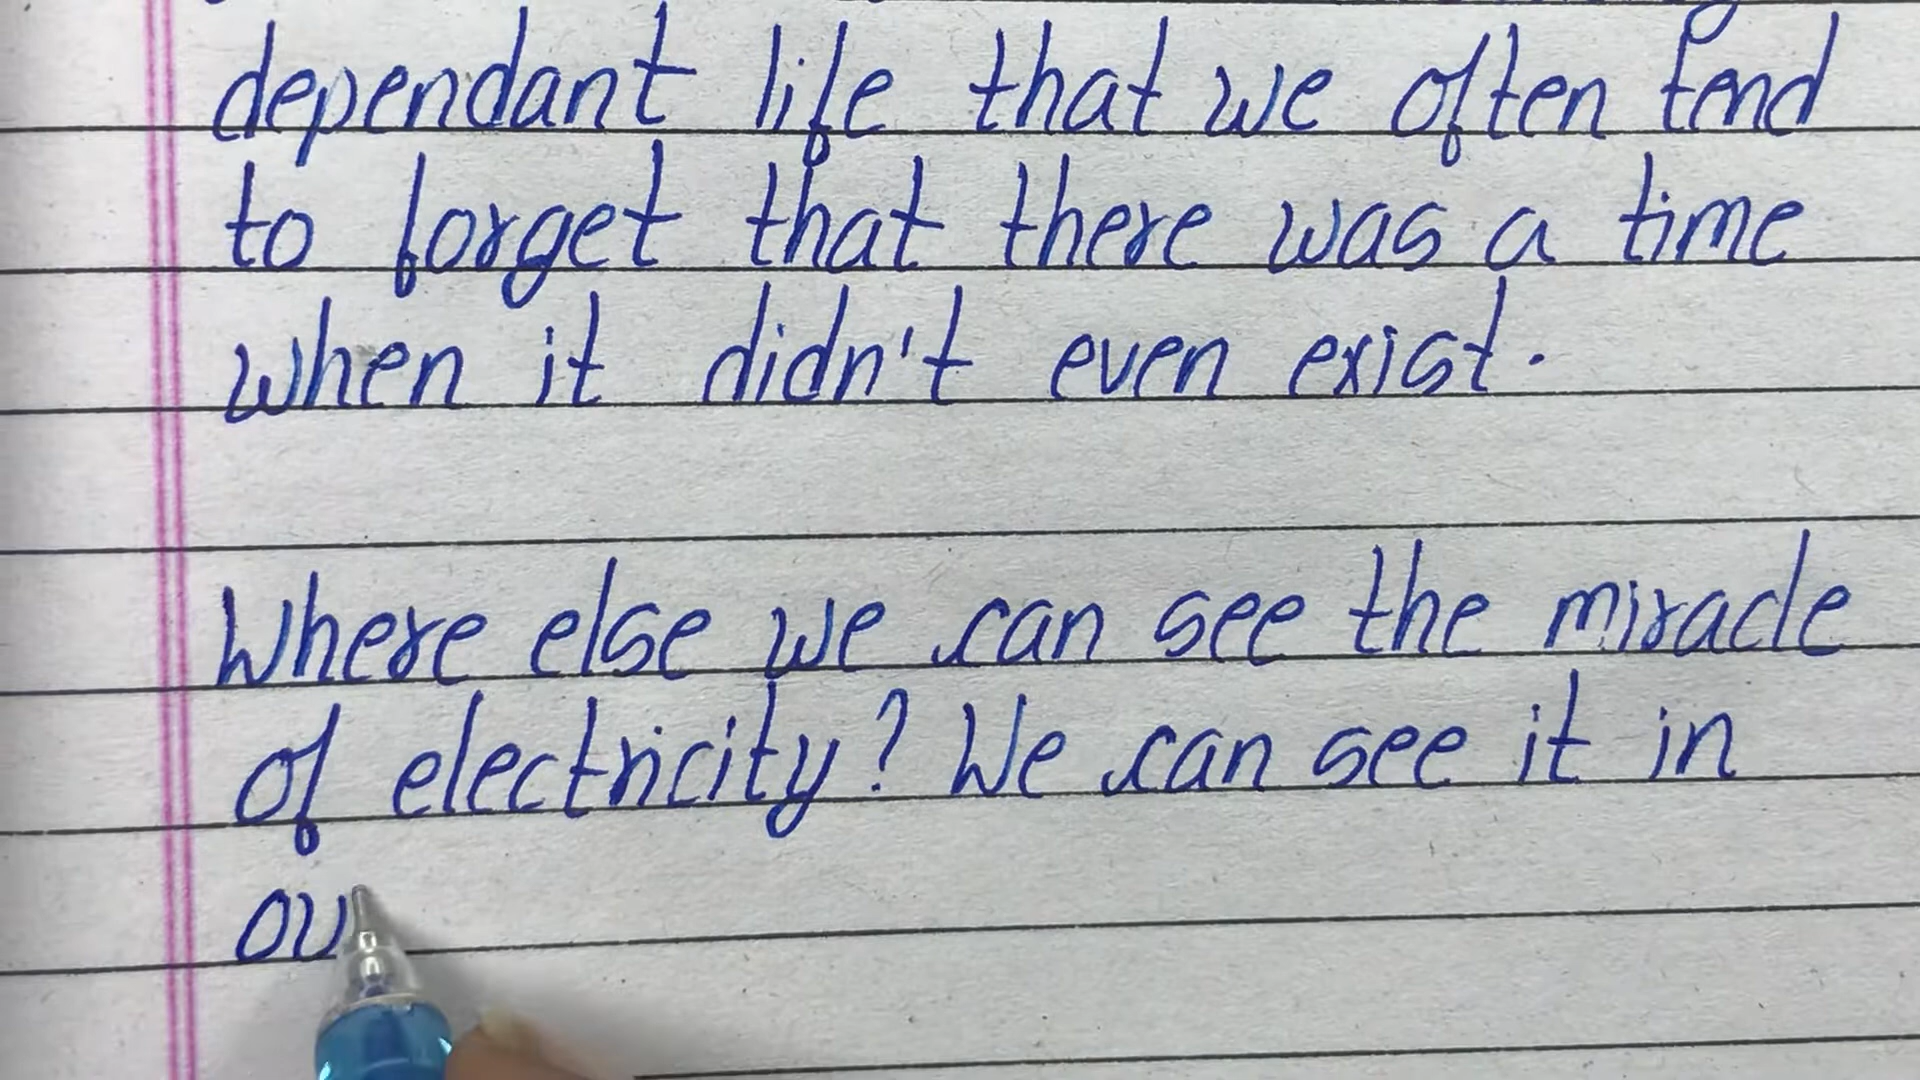 dependant life that we often tend
to forget that there was a time
when it didn't even exist.
Where else we can see the miracle
of electricity? We can see it in
ou